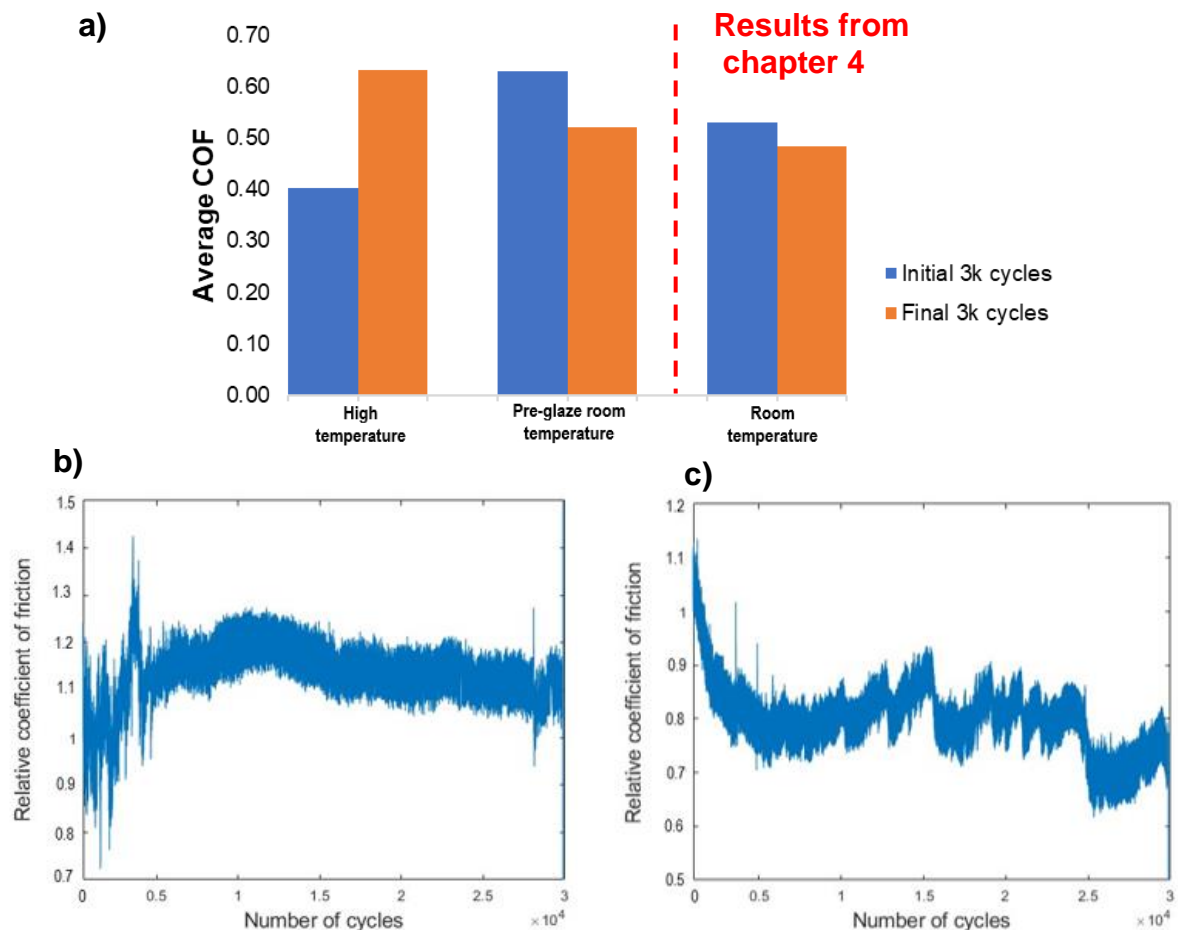 a)
Results from
chapter 4
Average COF
0.70
0.60
0.50
0.40
0.30
0.20
0.10
0.00
High
temperature
Pre-glaze room
temperature
Room
temperature
Initial 3k cycles
Final 3k cycles
b)
Relative coefficient of friction
1.5
1.4
1.3
1.2
1.1
1
0.9
0.8
0.7
0
0.5
1
1.5
2
2.5
3
Number of cycles
×10⁴
c)
Relative coefficient of friction
1.2
1.1
1
0.9
0.8
0.7
0.6
0.5
0
0.5
1
1.5
2
2.5
3
Number of cycles
×10⁴